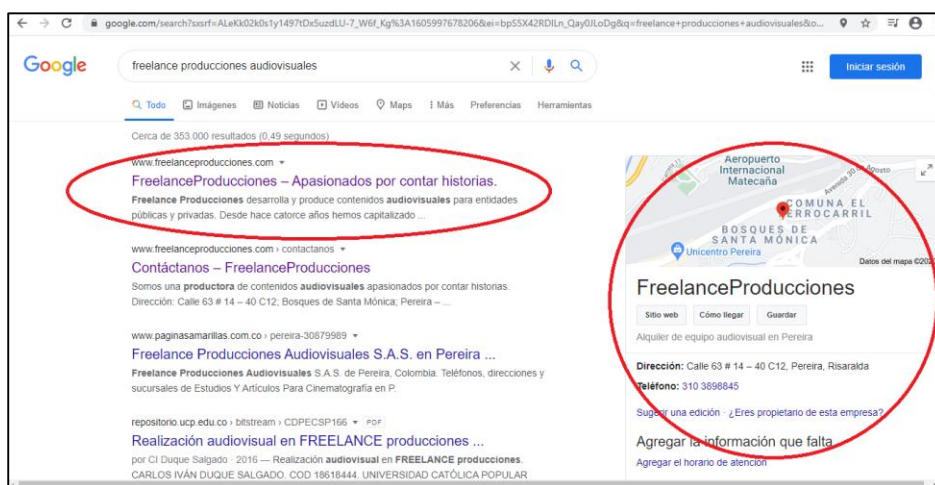 google.com/search?sxsrf=ALeKk02k0s1y1497tDx5uzdLU-7_W6f_Kg%3A1605997678206&ei=bpS5X42RDILn_Qay0JLoDg&q=freelance+producciones+audiovisuales&o...
Google
freelance producciones audiovisuales
Iniciar sesión
Todo Imágenes Noticias Vídeos Maps Más Preferencias Herramientas
Cerca de 353.000 resultados (0,49 segundos)
www.freelanceproducciones.com
FreelanceProducciones – Apasionados por contar historias.
Freelance Producciones desarrolla y produce contenidos audiovisuales para entidades
públicas y privadas. Desde hace catorce años hemos capitalizado ...
www.freelanceproducciones.com › contactanos
Contáctanos – FreelanceProducciones
Somos una productora de contenidos audiovisuales apasionados por contar historias.
Dirección: Calle 63 # 14 – 40 C12; Bosques de Santa Mónica; Pereira – ...
www.paginasamarillas.com.co › pereira-30879989
Freelance Producciones Audiovisuales S.A.S. en Pereira ...
Freelance Producciones Audiovisuales S.A.S. de Pereira, Colombia. Teléfonos, direcciones y
sucursales de Estudios Y Artículos Para Cinematografía en P.
repositorio.ucp.edu.co › bitstream › CDPECSP166 PDF
Realización audiovisual en FREELANCE producciones ...
por CI Duque Salgado · 2016 — Realización audiovisual en FREELANCE producciones.
CARLOS IVÁN DUQUE SALGADO. COD 18618444. UNIVERSIDAD CATÓLICA POPULAR
Aeropuerto
Internacional
Matecaña
Avenida 30 Agosto
COMUNA EL
ERROCARRIL
BOSQUES DE
SANTA MÓNICA
Unicentro Pereira
Datos del mapa ©202
FreelanceProducciones
Sitio web Cómo llegar Guardar
Alquiler de equipo audiovisual en Pereira
Dirección: Calle 63 # 14 – 40 C12, Pereira, Risaralda
Teléfono: 310 3898845
Sugerir una edición · ¿Eres propietario de esta empresa?
Agregar la información que falta
Agregar el horario de atención